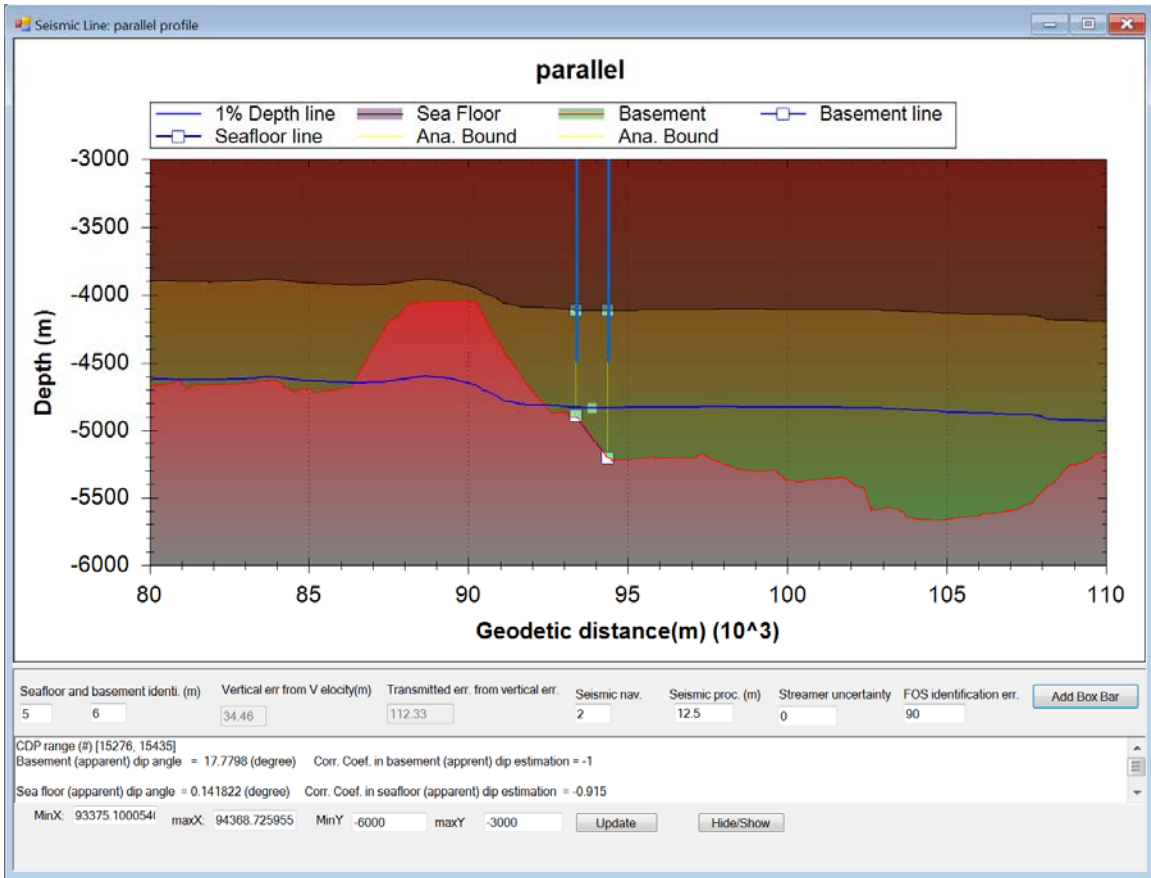 Seismic Line: parallel profile
parallel
1% Depth line Sea Floor Basement Basement line
Seafloor line Ana. Bound Ana. Bound
-3000
-3500
-4000
-4500
-5000
-5500
-6000
Depth (m)
80 85 90 95 100 105 110
Geodetic distance(m) (10^3)
Seafloor and basement identi. (m) Vertical err from V elocity(m) Transmitted err. from vertical err. Seismic nav. Seismic proc. (m) Streamer uncertainty FOS identification err. Add Box Bar
5 6 34.46 112.33 2 12.5 0 90
CDP range (#) [15276, 15435]
Basement (apparent) dip angle = 17.7798 (degree) Corr. Coef. in basement (apprent) dip estimation = -1
Sea floor (apparent) dip angle = 0.141822 (degree) Corr. Coef. in seafloor (apparent) dip estimation = -0.915
MinX: 93375.1000546 maxX: 94368.725955 MinY -6000 maxY -3000 Update Hide/Show